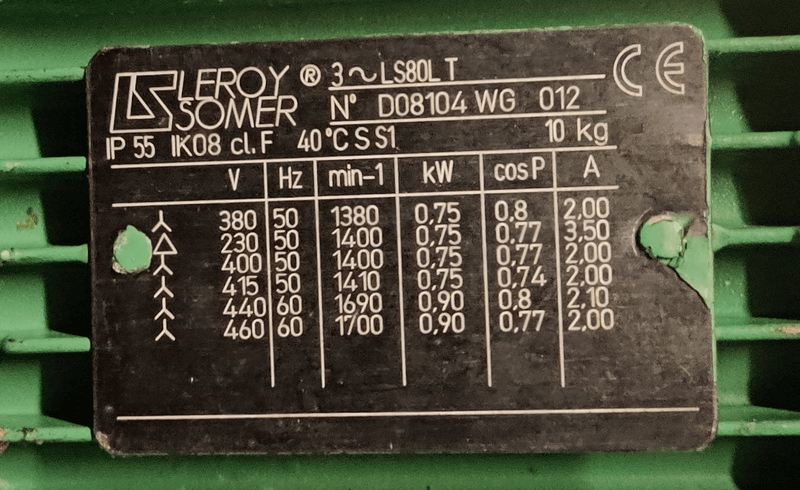 LEROY SOMER ® 3~ LS80L T
N° D08104 WG 012
IP 55 IK08 cl.F 40°C S S1 10 kg
CE
V Hz min-1 kW cosP A
380 50 1380 0,75 0,8 2,00
230 50 1400 0,75 0,77 3,50
400 50 1400 0,75 0,77 2,00
415 50 1410 0,75 0,74 2,00
440 60 1690 0,90 0,8 2,10
460 60 1700 0,90 0,77 2,00